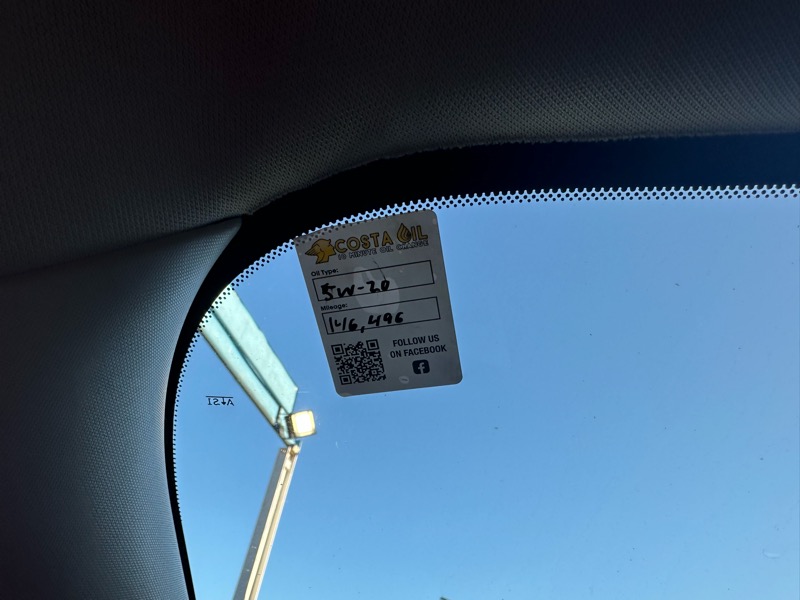 COSTA OIL
10 MINUTE OIL CHANGE
Oil Type:
5W-20
Mileage:
146,496
FOLLOW US
ON FACEBOOK